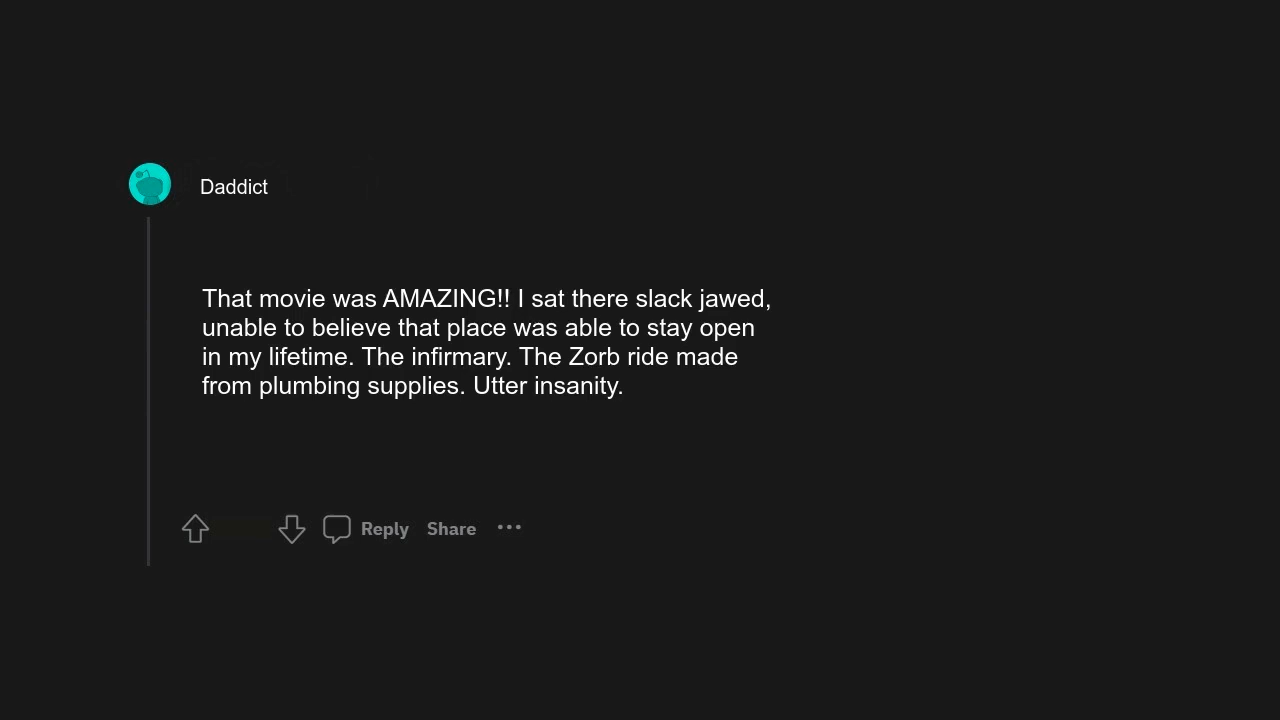 Daddict
That movie was AMAZING!! I sat there slack jawed,
unable to believe that place was able to stay open
in my lifetime. The infirmary. The Zorb ride made
from plumbing supplies. Utter insanity.
Reply Share